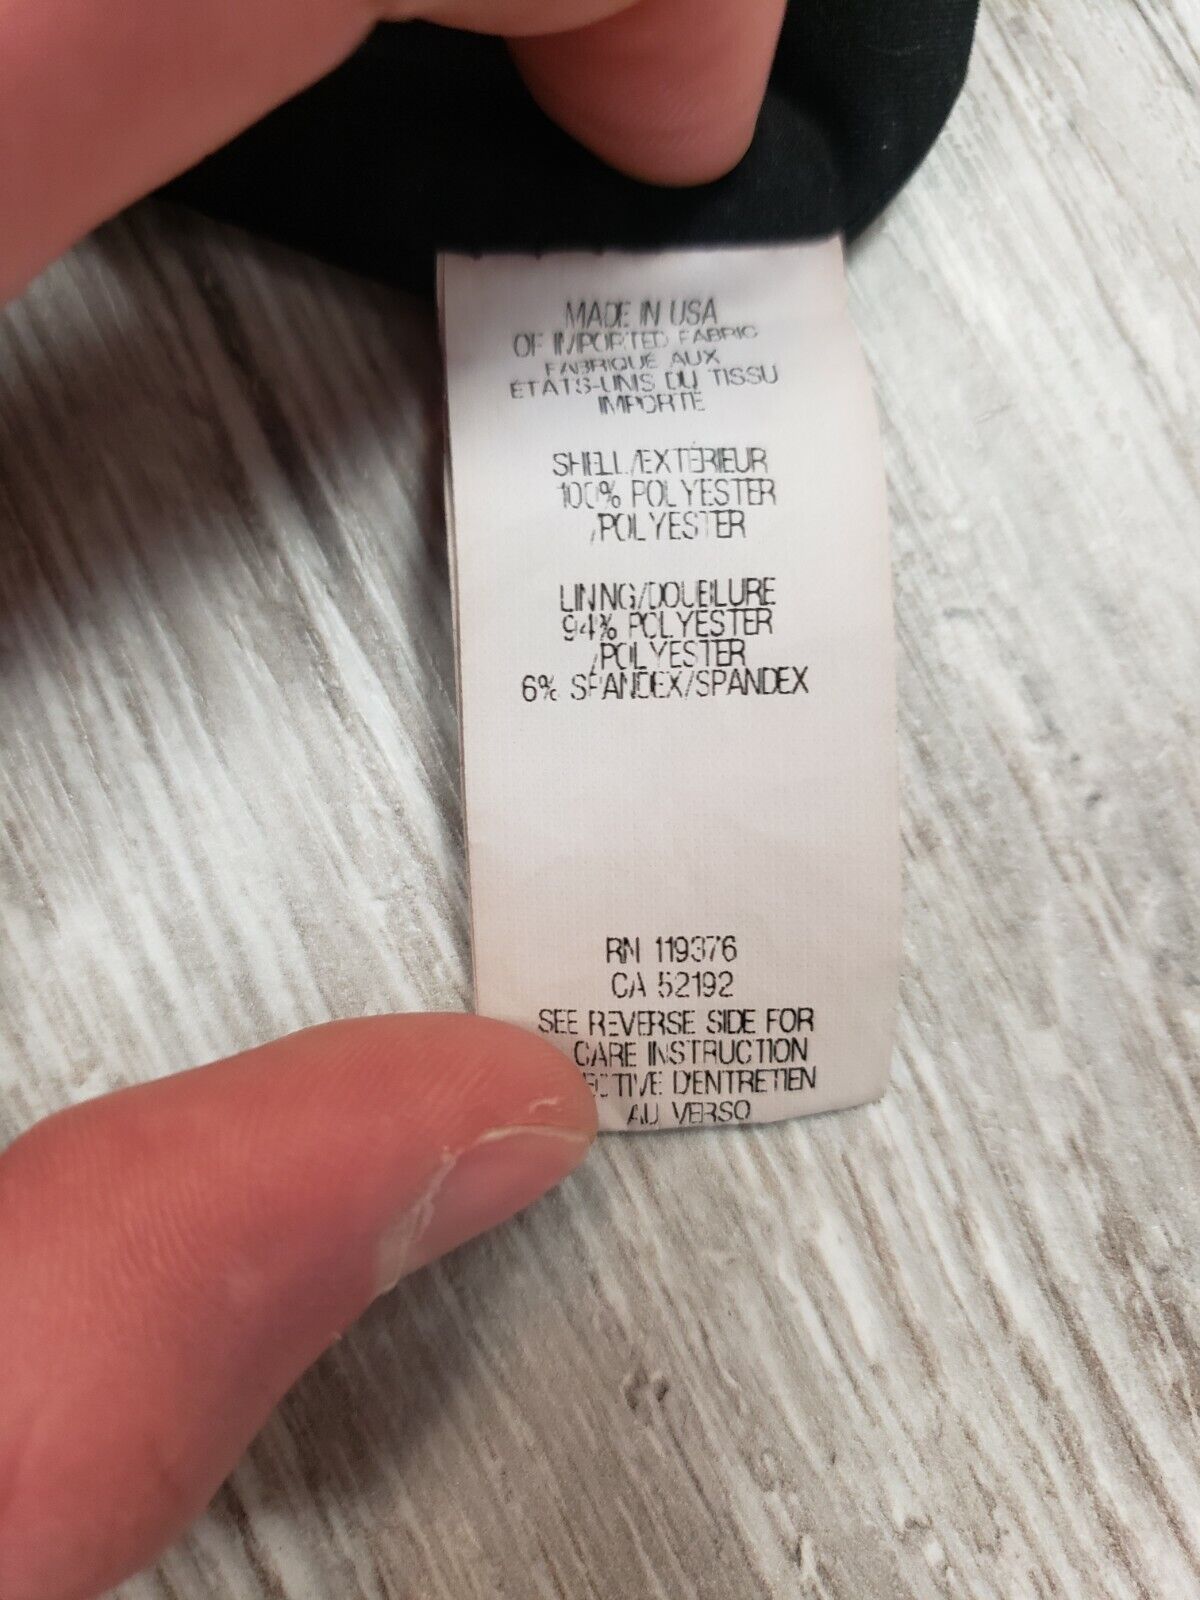 MADE IN USA
OF IMPORTED FABRIC
FABRIQUÉ AUX
ÉTATS-UNIS DU TISSU
IMPORTÉ
SHELL/EXTÉRIEUR
100% POLYESTER
/POLYESTER
LINING/DOUBLURE
94% POLYESTER
/POLYESTER
6% SPANDEX/SPANDEX
RN 119376
CA 52192
SEE REVERSE SIDE FOR
CARE INSTRUCTION
D'ENTRETIEN
AU VERSO